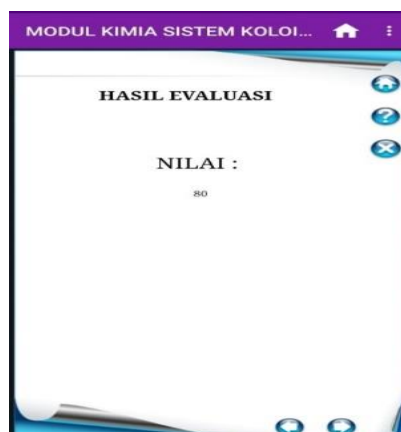 MODUL KIMIA SISTEM KOLOI...
HASIL EVALUASI
NILAI :
80